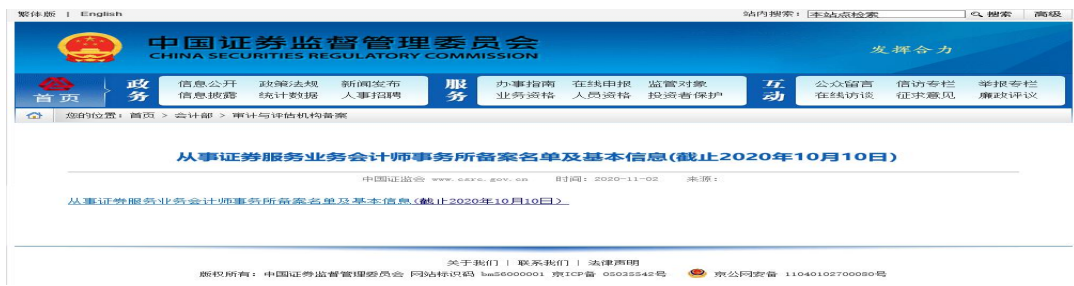 繁体版 | English 站内搜索: 本站点检索 搜索 高级
中国证券监督管理委员会
CHINA SECURITIES REGULATORY COMMISSION
发挥合力
首页
政务
信息公开 政策法规 新闻发布
信息披露 统计数据 人事招聘
服务
办事指南 在线申报 监管对象
业务资格 人员资格 投资者保护
互动
公众留言 信访专栏 举报专栏
在线访谈 征求意见 廉政评议
您的位置: 首页 > 会计部 > 审计与评估机构备案
从事证券服务业务会计师事务所备案名单及基本信息(截止2020年10月10日)
中国证监会 www.csrc.gov.cn 时间: 2020-11-02 来源:
从事证券服务业务会计师事务所备案名单及基本信息(截止2020年10月10日)
关于我们 | 联系我们 | 法律声明
版权所有: 中国证券监督管理委员会 网站标识码 bm56000001 京ICP备 05035542号 京公网安备 11040102700080号